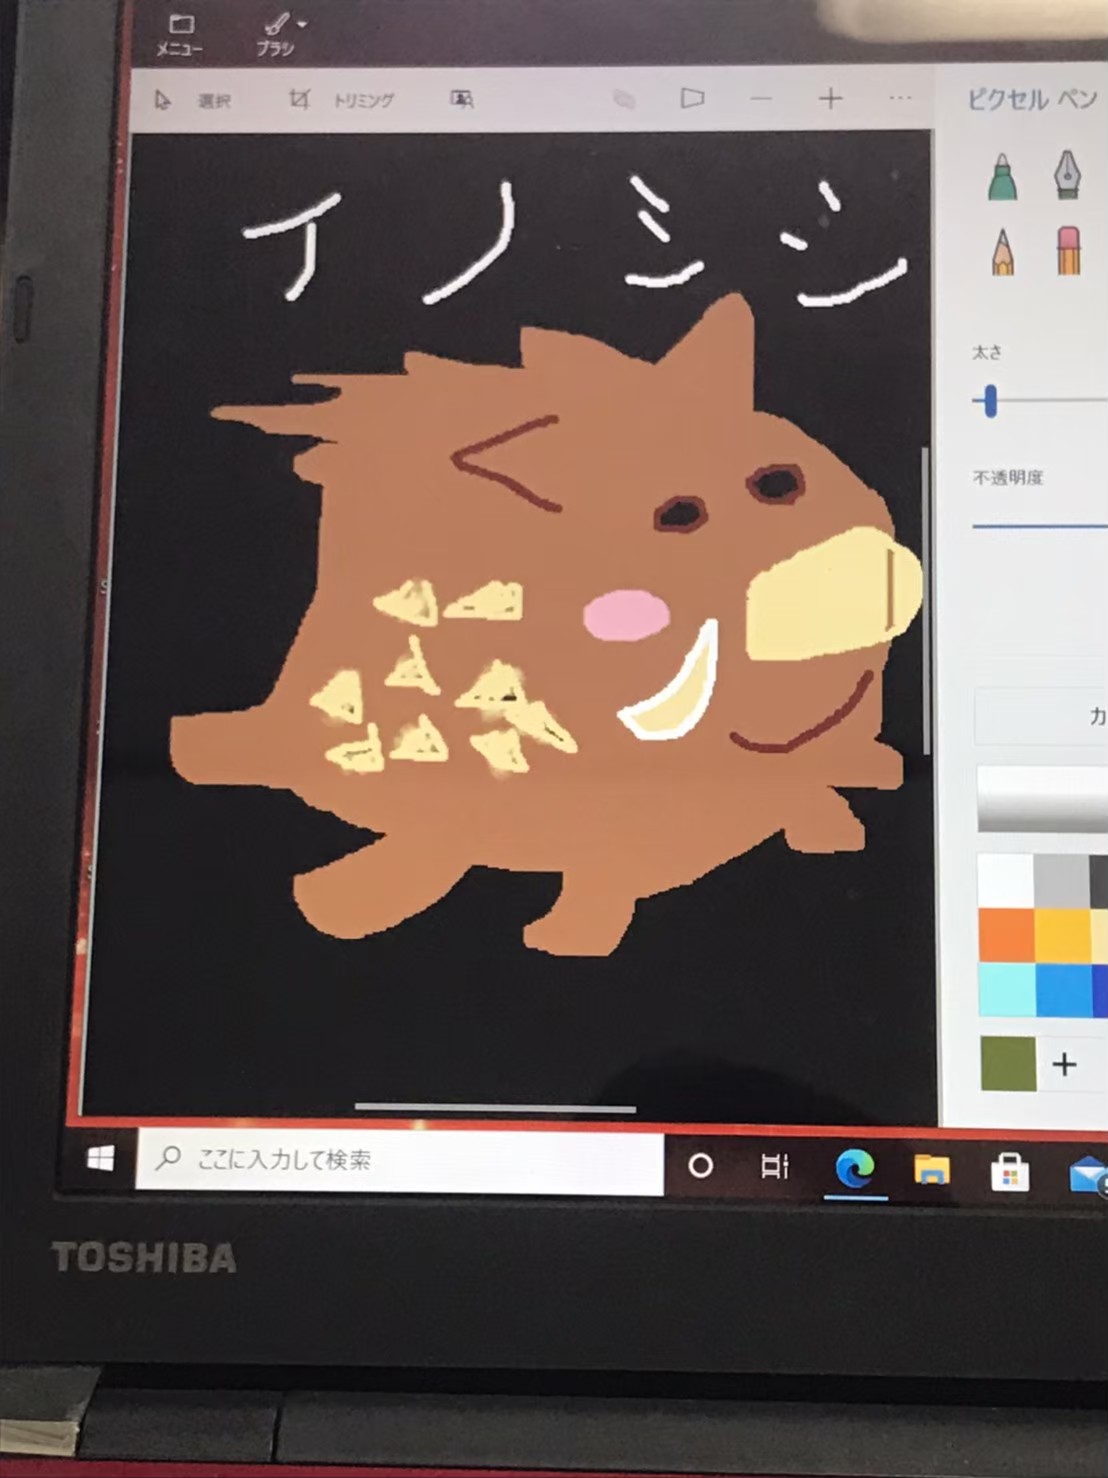 メニュー
ブラシ
選択
トリミング
ピクセル ペン
イノシシ
太さ
不透明度
カ
ここに入力して検索
TOSHIBA